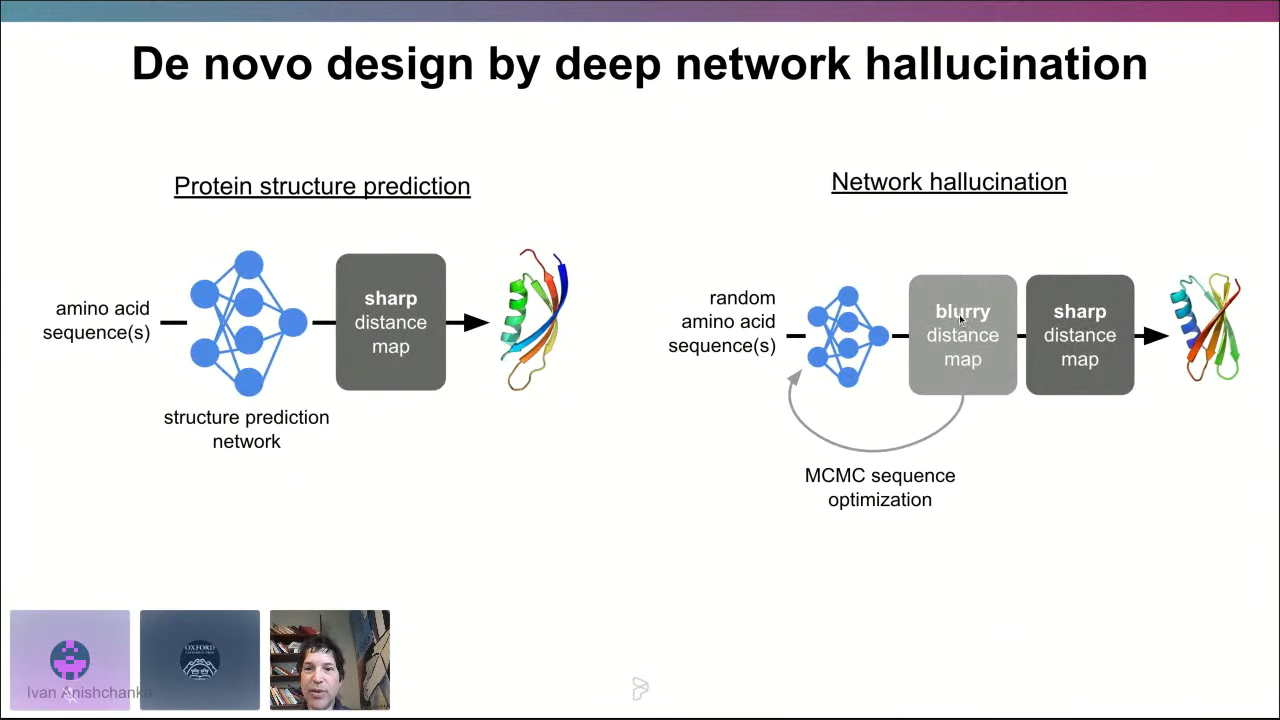 De novo design by deep network hallucination
Protein structure prediction
amino acid
sequence(s)
structure prediction
network
sharp
distance
map
Network hallucination
random
amino acid
sequence(s)
blurry
distance
map
sharp
distance
map
MCMC sequence
optimization
Ivan Anishchanka
OXFORD